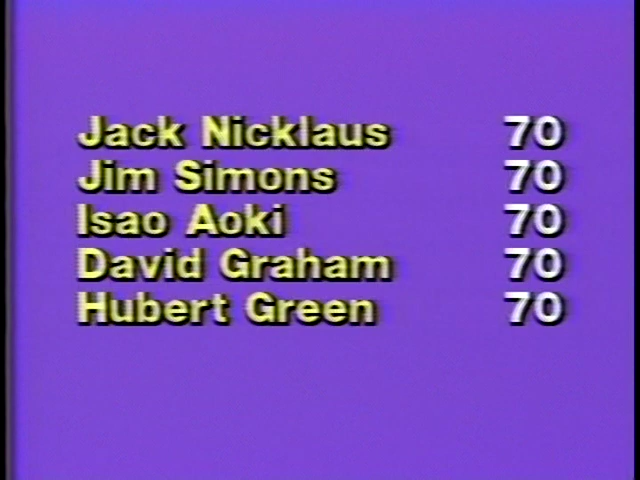 Jack Nicklaus 70
Jim Simons 70
Isao Aoki 70
David Graham 70
Hubert Green 70